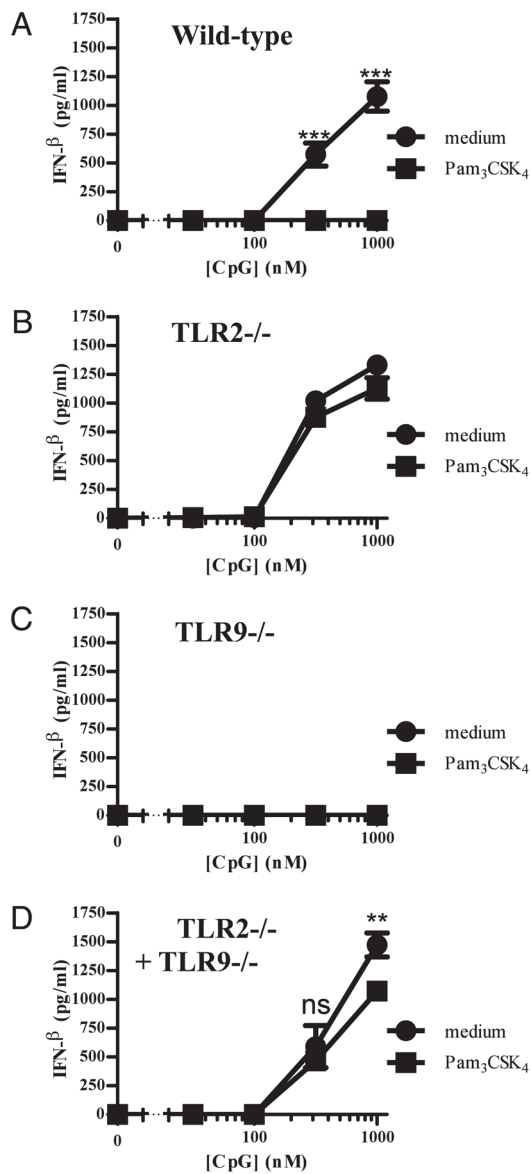 A
Wild-type
1750
1500
1250
1000
750
500
250
0
IFN-β (pg/ml)
***
***
medium
Pam3CSK4
0
100
1000
[CpG] (nM)
B
TLR2-/-
1750
1500
1250
1000
750
500
250
0
IFN-β (pg/ml)
medium
Pam3CSK4
0
100
1000
[CpG] (nM)
C
TLR9-/-
1750
1500
1250
1000
750
500
250
0
IFN-β (pg/ml)
medium
Pam3CSK4
0
100
1000
[CpG] (nM)
D
TLR2-/-
+ TLR9-/-
1750
1500
1250
1000
750
500
250
0
IFN-β (pg/ml)
**
ns
medium
Pam3CSK4
0
100
1000
[CpG] (nM)